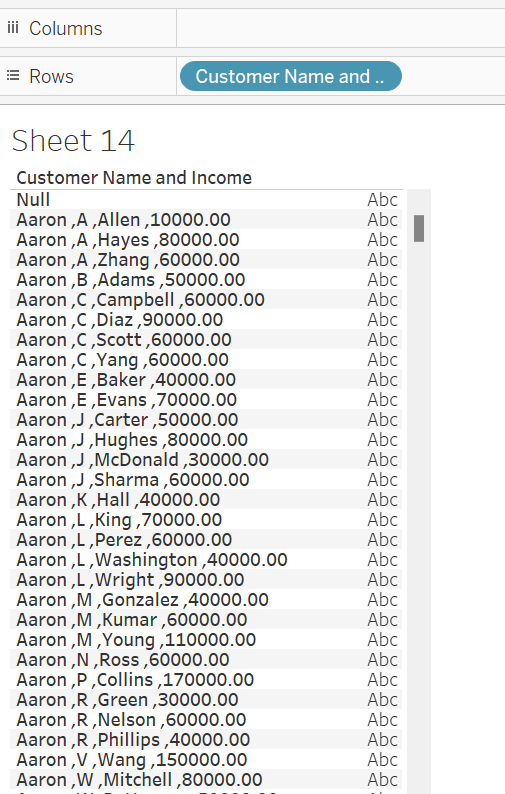 Columns
Rows Customer Name and ..
Sheet 14
Customer Name and Income
Null Abc
Aaron ,A ,Allen ,10000.00 Abc
Aaron ,A ,Hayes ,80000.00 Abc
Aaron ,A ,Zhang ,60000.00 Abc
Aaron ,B ,Adams ,50000.00 Abc
Aaron ,C ,Campbell ,60000.00 Abc
Aaron ,C ,Diaz ,90000.00 Abc
Aaron ,C ,Scott ,60000.00 Abc
Aaron ,C ,Yang ,60000.00 Abc
Aaron ,E ,Baker ,40000.00 Abc
Aaron ,E ,Evans ,70000.00 Abc
Aaron ,J ,Carter ,50000.00 Abc
Aaron ,J ,Hughes ,80000.00 Abc
Aaron ,J ,McDonald ,30000.00 Abc
Aaron ,J ,Sharma ,60000.00 Abc
Aaron ,K ,Hall ,40000.00 Abc
Aaron ,L ,King ,70000.00 Abc
Aaron ,L ,Perez ,60000.00 Abc
Aaron ,L ,Washington ,40000.00 Abc
Aaron ,L ,Wright ,90000.00 Abc
Aaron ,M ,Gonzalez ,40000.00 Abc
Aaron ,M ,Kumar ,60000.00 Abc
Aaron ,M ,Young ,110000.00 Abc
Aaron ,N ,Ross ,60000.00 Abc
Aaron ,P ,Collins ,170000.00 Abc
Aaron ,R ,Green ,30000.00 Abc
Aaron ,R ,Nelson ,60000.00 Abc
Aaron ,R ,Phillips ,40000.00 Abc
Aaron ,V ,Wang ,150000.00 Abc
Aaron ,W ,Mitchell ,80000.00 Abc